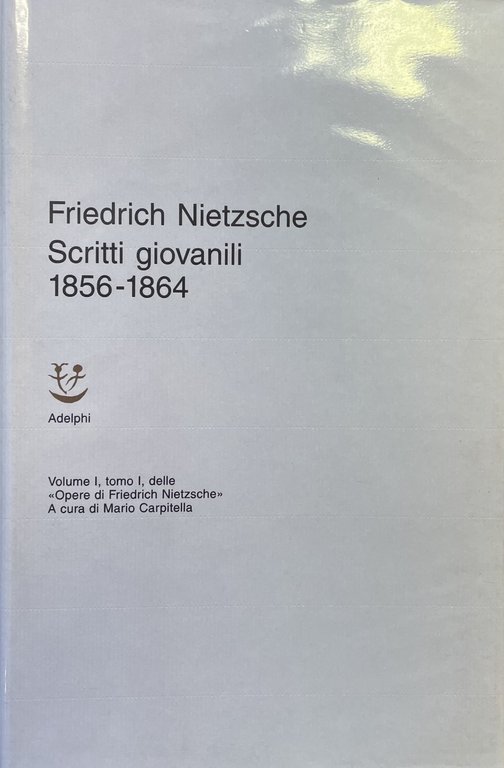 Friedrich Nietzsche
Scritti giovanili
1856-1864
Adelphi
Volume I, tomo I, delle
«Opere di Friedrich Nietzsche»
A cura di Mario Carpitella